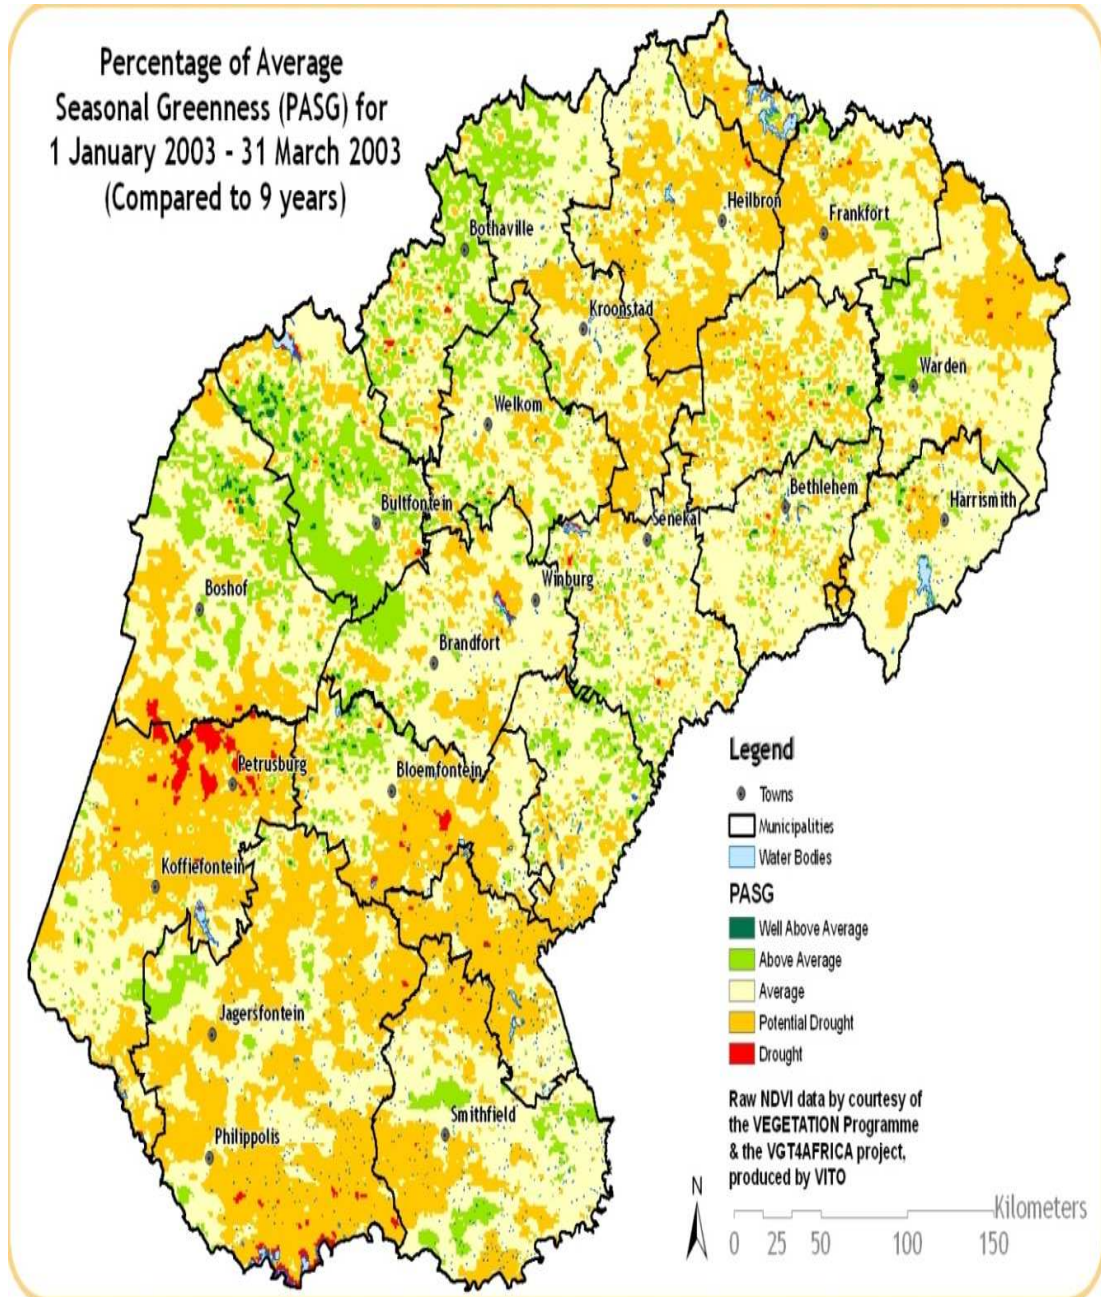 Percentage of Average
Seasonal Greenness (PASG) for
1 January 2003 - 31 March 2003
(Compared to 9 years)
Heilbron
Frankfort
Bothaville
Kroonstad
Warden
Welkom
Bultfontein
Bethlehem
Harrismith
Senekal
Winburg
Boshof
Brandfort
Petrusburg
Bloemfontein
Koffiefontein
Jagersfontein
Smithfield
Philippolis
Legend
Towns
Municipalities
Water Bodies
PASG
Well Above Average
Above Average
Average
Potential Drought
Drought
Raw NDVI data by courtesy of
the VEGETATION Programme
& the VGT4AFRICA project,
produced by VITO
N
Kilometers
0 25 50 100 150